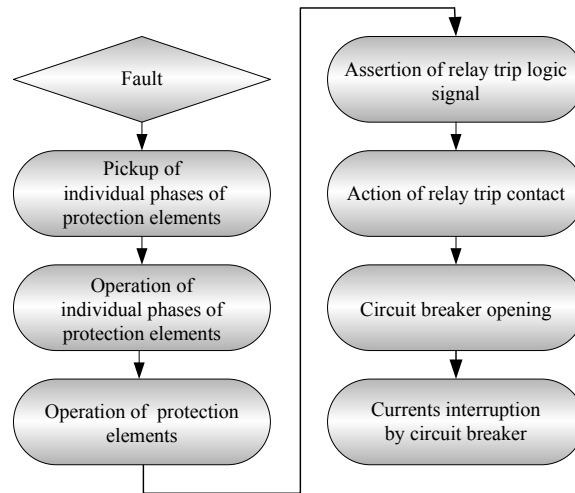 Fault
Pickup of
individual phases of
protection elements
Operation of
individual phases of
protection elements
Operation of protection
elements
Assertion of relay trip logic
signal
Action of relay trip contact
Circuit breaker opening
Currents interruption
by circuit breaker